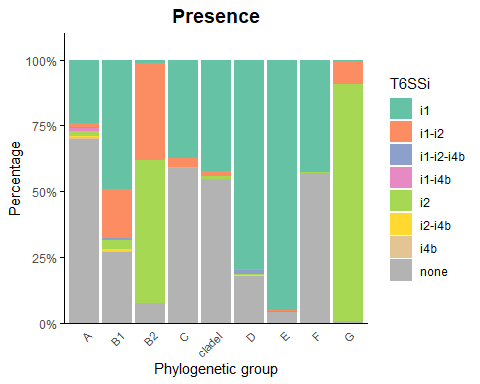 Presence
100%
75%
50%
25%
0%
Percentage
A
B1
B2
C
cladeI
D
E
F
G
Phylogenetic group
T6SSi
i1
i1-i2
i1-i2-i4b
i1-i4b
i2
i2-i4b
i4b
none